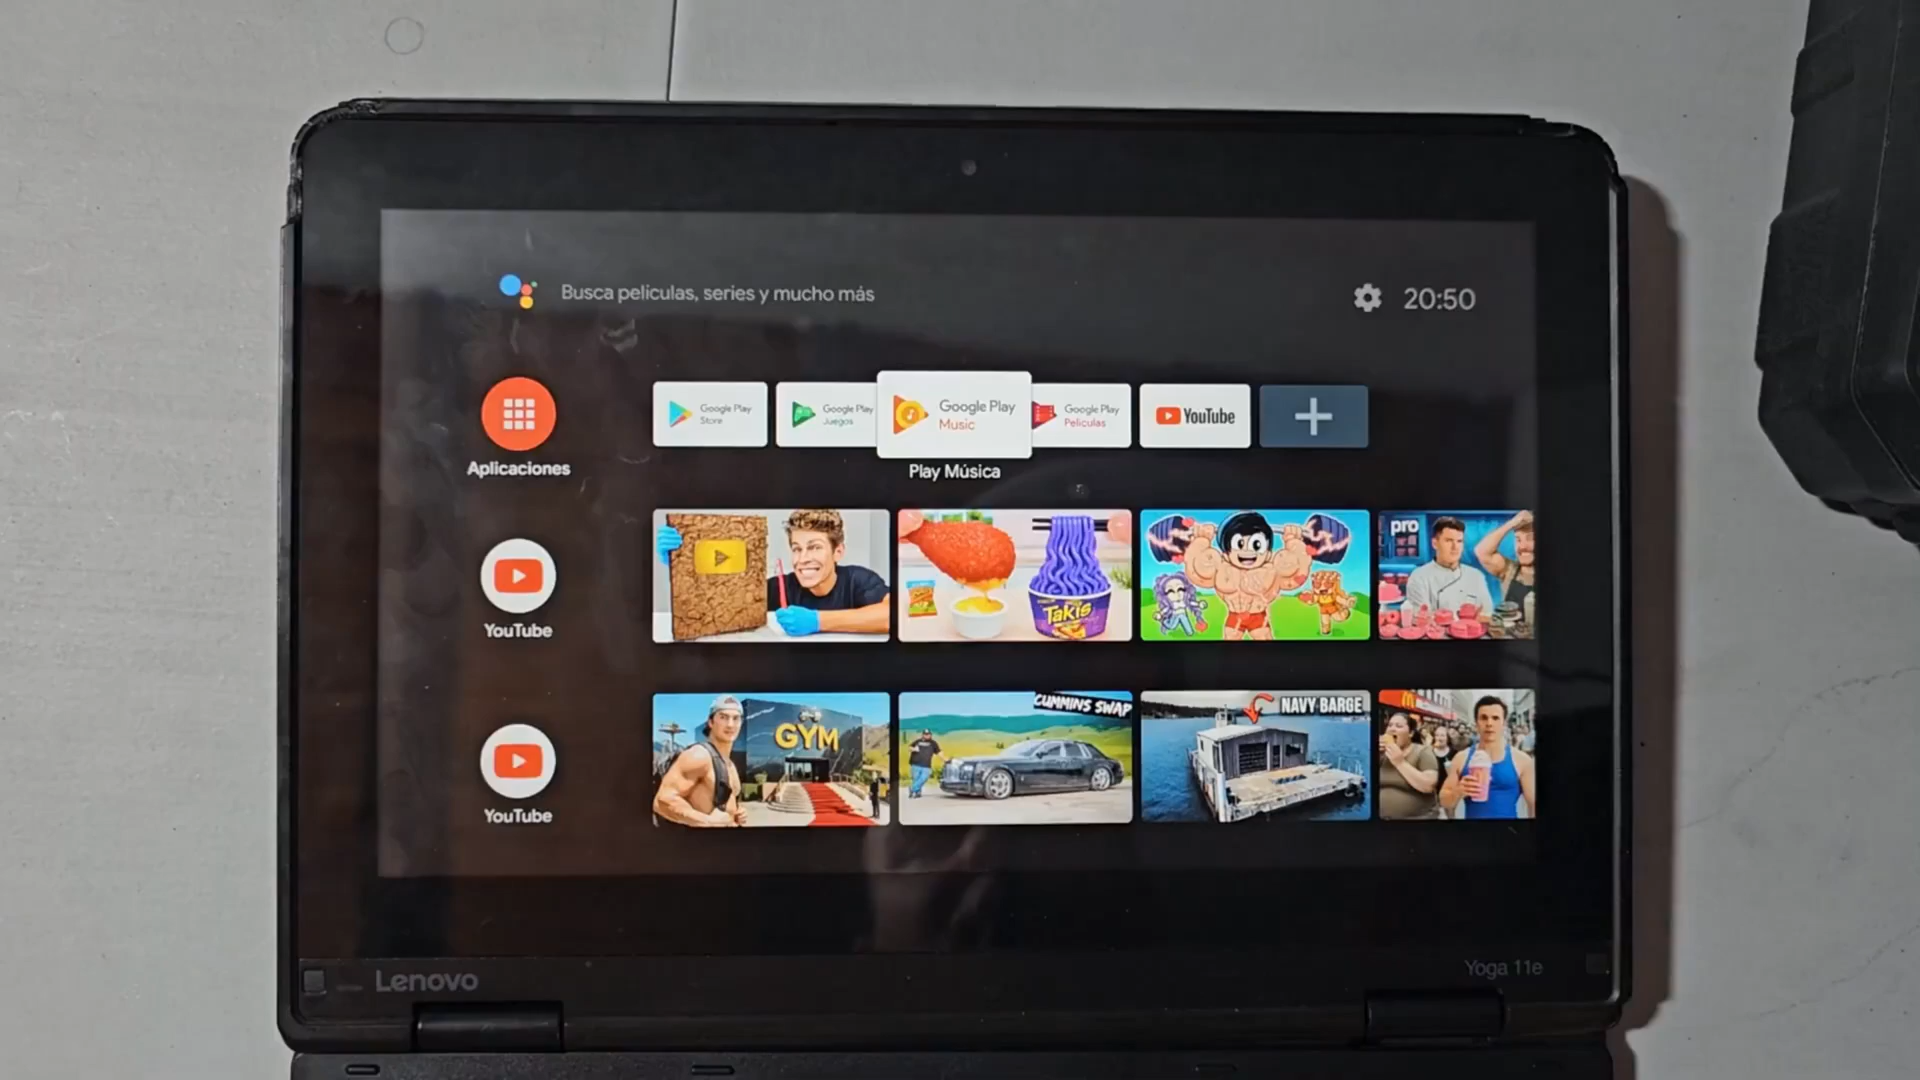 Busca películas, series y mucho más
20:50
Aplicaciones
Google Play
Store
Google Play
Juegos
Google Play
Music
Google Play
Películas
YouTube
Play Música
YouTube
Takis
pro
YouTube
GYM
CUMMINS SWAP
NAVY BARGE
Lenovo
Yoga 11e